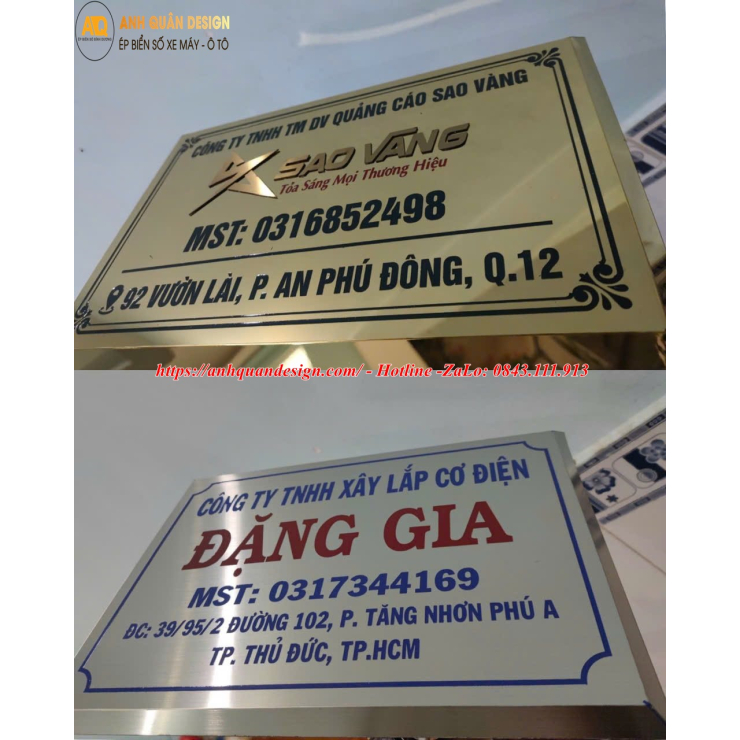 AQ
ANH QUÂN DESIGN
ÉP BIỂN SỐ XE MÁY - Ô TÔ
CÔNG TY TNHH TM DV QUẢNG CÁO SAO VÀNG
SAO VÀNG
Tỏa Sáng Mọi Thương Hiệu
MST: 0316852498
92 VƯỜN LÀI, P. AN PHÚ ĐÔNG, Q.12
https://anhquandesign.com/ - Hotline -ZaLo: 0843.111.913
CÔNG TY TNHH XÂY LẮP CƠ ĐIỆN
ĐẶNG GIA
MST: 0317344169
ĐC: 39/95/2 ĐƯỜNG 102, P. TĂNG NHƠN PHÚ A
TP. THỦ ĐỨC, TP.HCM